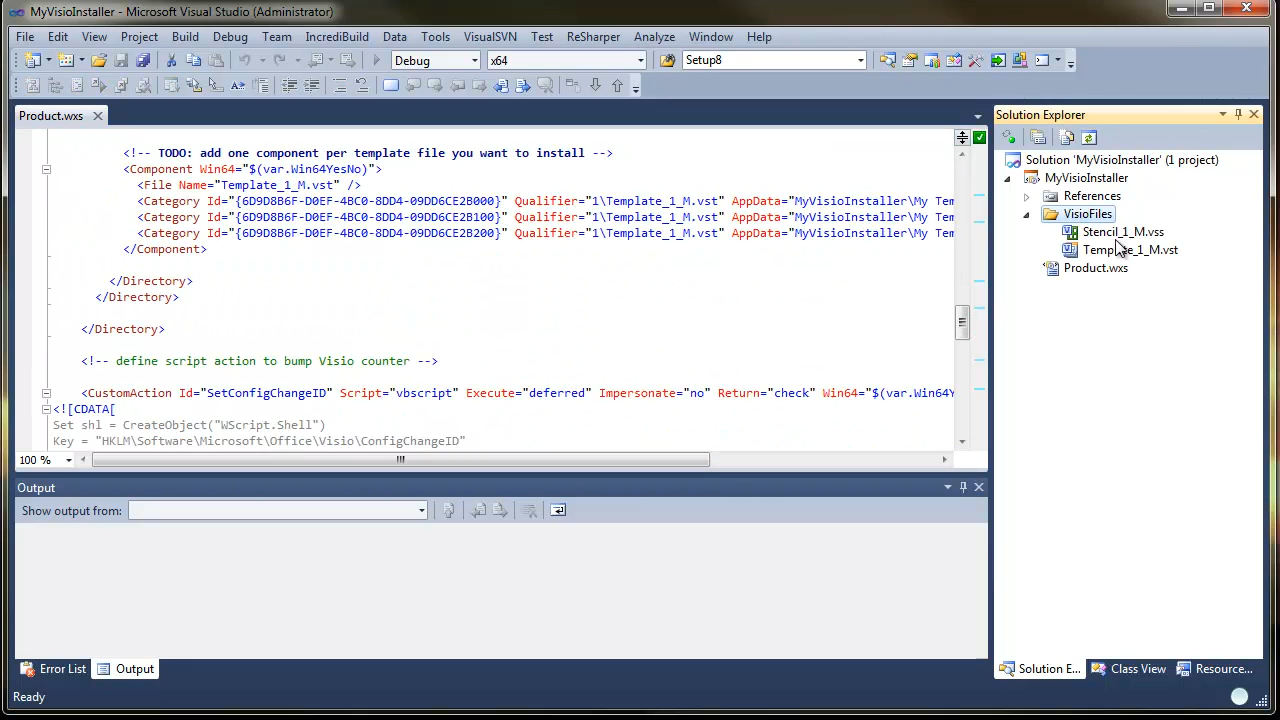 MyVisioInstaller - Microsoft Visual Studio (Administrator)
File Edit View Project Build Debug Team IncrediBuild Data Tools VisualSVN Test ReSharper Analyze Window Help
Debug x64 Setup8
Product.wxs
<!-- TODO: add one component per template file you want to install -->
<Component Win64="$(var.Win64YesNo)">
<File Name="Template_1_M.vst" />
<Category Id="{6D9D8B6F-D0EF-4BC0-8DD4-09DD6CE2B000}" Qualifier="1\Template_1_M.vst" AppData="MyVisioInstaller\My Tem
<Category Id="{6D9D8B6F-D0EF-4BC0-8DD4-09DD6CE2B100}" Qualifier="1\Template_1_M.vst" AppData="MyVisioInstaller\My Tem
<Category Id="{6D9D8B6F-D0EF-4BC0-8DD4-09DD6CE2B200}" Qualifier="1\Template_1_M.vst" AppData="MyVisioInstaller\My Tem
</Component>
</Directory>
</Directory>
</Directory>
<!-- define script action to bump Visio counter -->
<CustomAction Id="SetConfigChangeID" Script="vbscript" Execute="deferred" Impersonate="no" Return="check" Win64="$(var.Win64Y
<![CDATA[
Set shl = CreateObject("WScript.Shell")
Key = "HKLM\Software\Microsoft\Office\Visio\ConfigChangeID"
100 %
Output
Show output from:
Error List Output
Ready
Solution Explorer
Solution 'MyVisioInstaller' (1 project)
MyVisioInstaller
References
VisioFiles
Stencil_1_M.vss
Template_1_M.vst
Product.wxs
Solution E... Class View Resource...